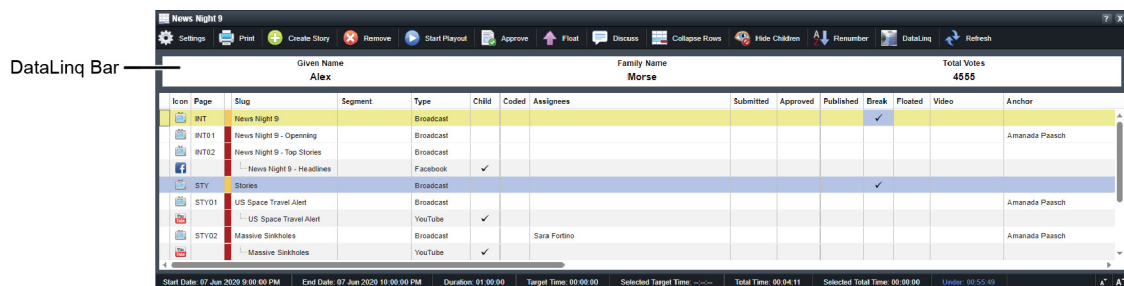 News Night 9 ? X
Settings Print Create Story Remove Start Playout Approve Float Discuss Collapse Rows Hide Children Renumber DataLinq Refresh
DataLinq Bar
Given Name Family Name Total Votes
Alex Morse 4555
Icon Page Slug Segment Type Child Coded Assignees Submitted Approved Published Break Floated Video Anchor
INT News Night 9 Broadcast ✓
INT01 News Night 9 - Openning Broadcast Amanada Paasch
INT02 News Night 9 - Top Stories Broadcast
f News Night 9 - Headlines Facebook ✓
STY Stories Broadcast ✓
STY01 US Space Travel Alert Broadcast Amanada Paasch
You Tube US Space Travel Alert YouTube ✓
STY02 Massive Sinkholes Broadcast Sara Fortino Amanada Paasch
You Tube Massive Sinkholes YouTube ✓
Start Date: 07 Jun 2020 9:00:00 PM End Date: 07 Jun 2020 10:00:00 PM Duration: 01:00:00 Target Time: 00:00:00 Selected Target Time: --:--:-- Total Time: 00:04:11 Selected Total Time: 00:00:00 Under: 00:55:49 A A